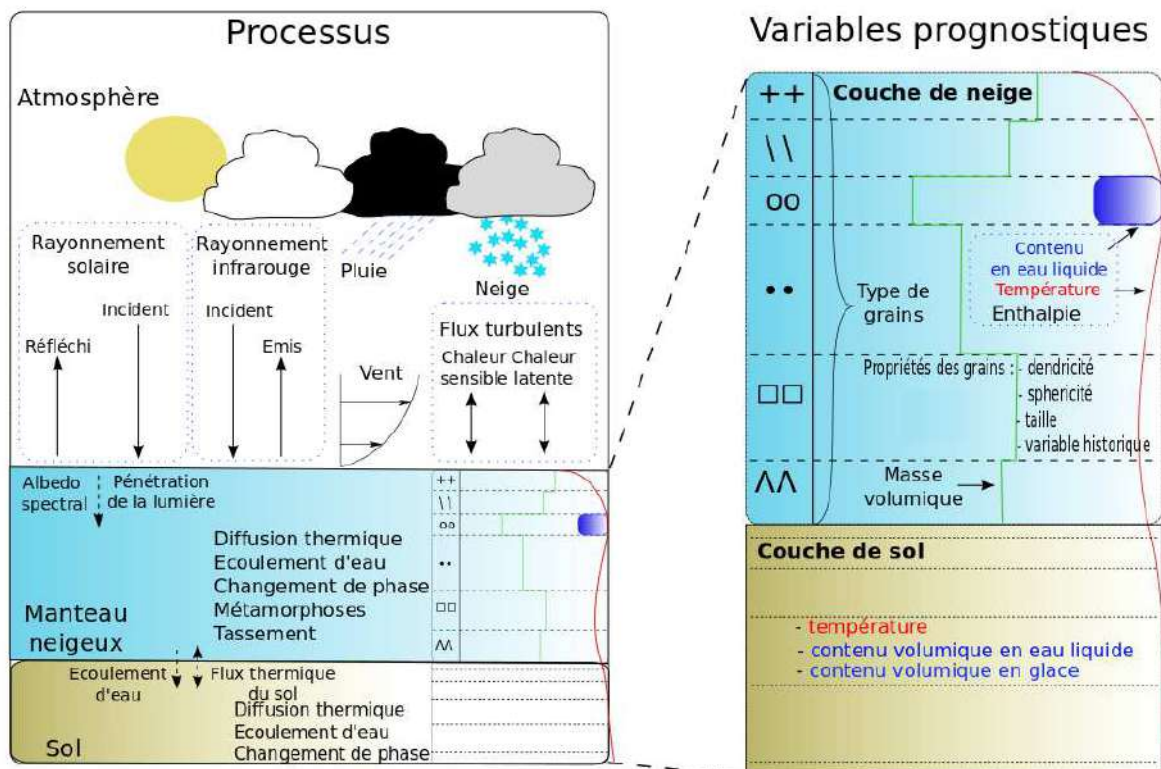 Processus
Atmosphère
Rayonnement
solaire
Rayonnement
infrarouge
Pluie
Neige
Incident
Réfléchi
Incident
Emis
Vent
Flux turbulents
Chaleur Chaleur
sensible latente
Albedo
spectral
Pénétration
de la lumière
Diffusion thermique
Ecoulement d'eau
Changement de phase
Métamorphoses
Tassement
Manteau
neigeux
++
\ \
oo
••
□□
ΛΛ
Ecoulement
d'eau
Flux thermique
du sol
Diffusion thermique
Ecoulement d'eau
Changement de phase
Sol
Variables prognostiques
Couche de neige
++
\ \
oo
••
□□
ΛΛ
Type de
grains
Contenu
en eau liquide
Température
Enthalpie
Propriétés des grains : - dendricité
- sphericité
- taille
- variable historique
Masse
volumique
Couche de sol
- température
- contenu volumique en eau liquide
- contenu volumique en glace